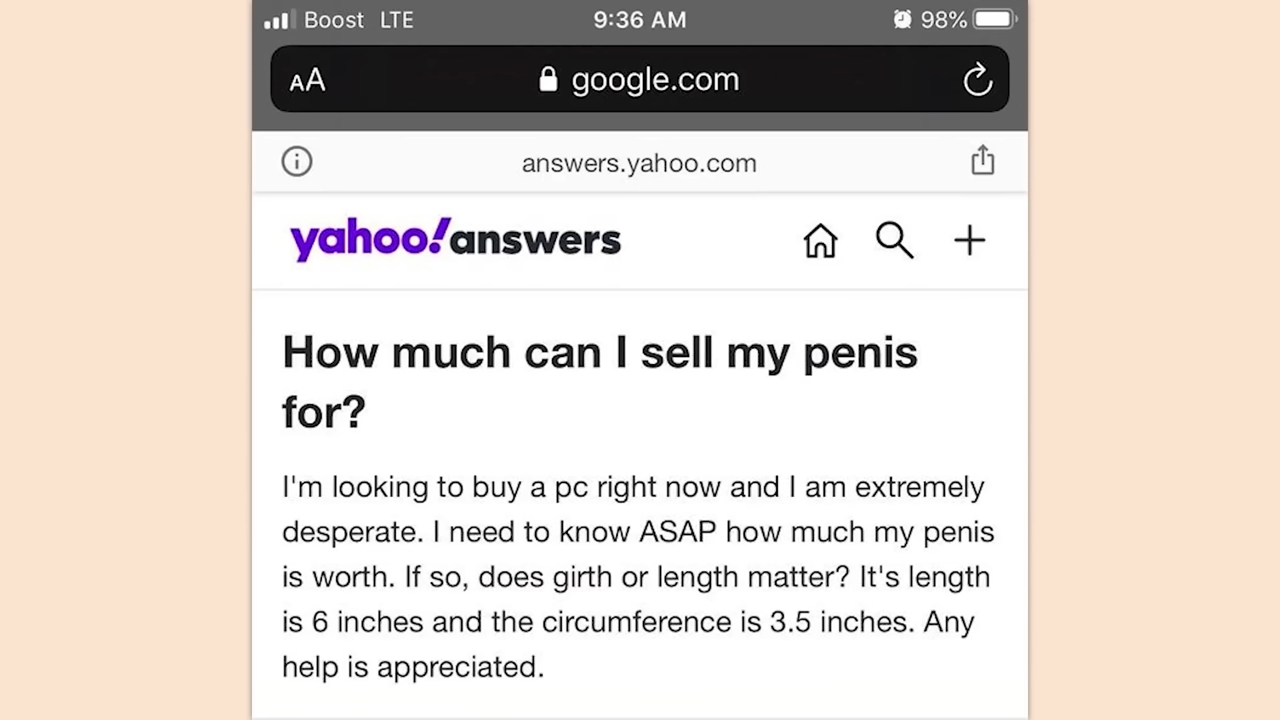 Boost LTE 9:36 AM 98%
AA google.com
answers.yahoo.com
yahoo!answers
How much can I sell my penis
for?
I'm looking to buy a pc right now and I am extremely
desperate. I need to know ASAP how much my penis
is worth. If so, does girth or length matter? It's length
is 6 inches and the circumference is 3.5 inches. Any
help is appreciated.